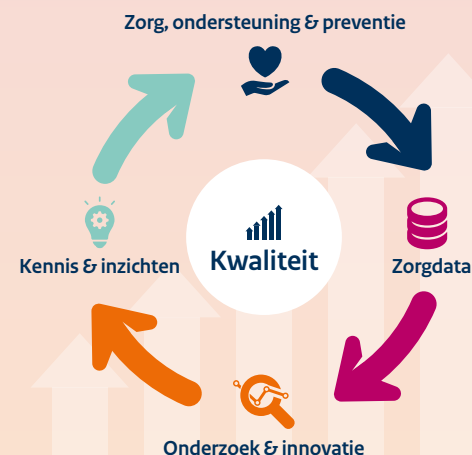 Zorg, ondersteuning & preventie
Kwaliteit
Kennis & inzichten
Zorgdata
Onderzoek & innovatie